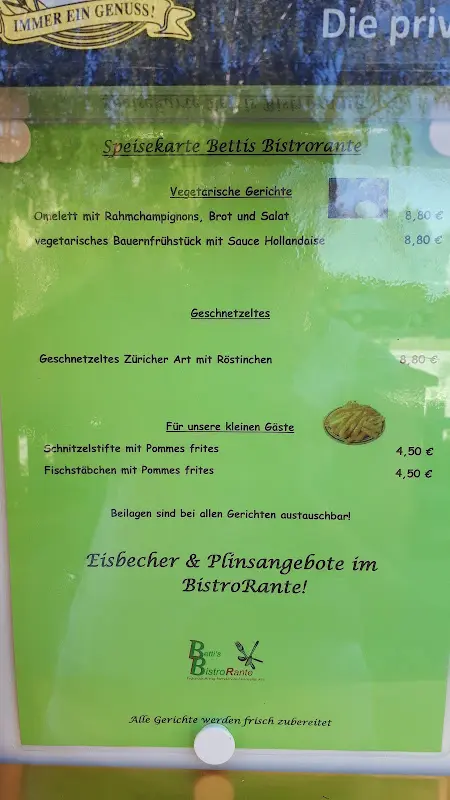 IMMER EIN GENUSS!
Die priv
Speisekarte Bettis Bistrorante
Vegetarische Gerichte
Omelett mit Rahmchampignons, Brot und Salat 8,80 €
vegetarisches Bauernfrühstück mit Sauce Hollandaise 8,80 €
Geschnetzeltes
Geschnetzeltes Züricher Art mit Röstinchen 8,80 €
Für unsere kleinen Gäste
Schnitzelstifte mit Pommes frites 4,50 €
Fischstäbchen mit Pommes frites 4,50 €
Beilagen sind bei allen Gerichten austauschbar!
Eisbecher & Plinsangebote im
BistroRante!
Betti's
BistroRante
Alle Gerichte werden frisch zubereitet